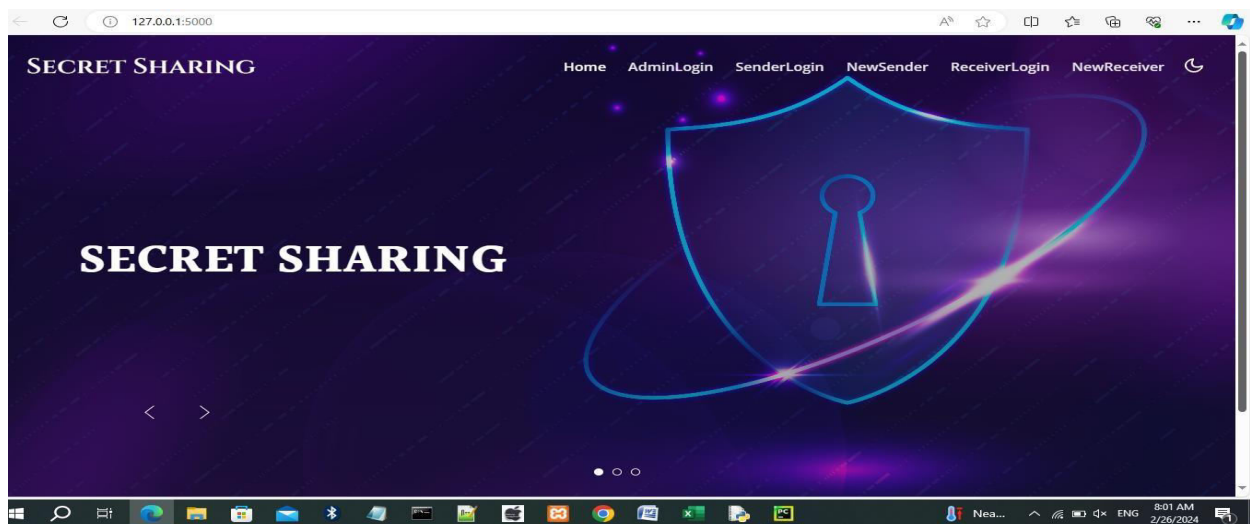 127.0.0.1:5000
SECRET SHARING
Home AdminLogin SenderLogin NewSender ReceiverLogin NewReceiver
SECRET SHARING
Nea... ENG 8:01 AM
2/26/2024